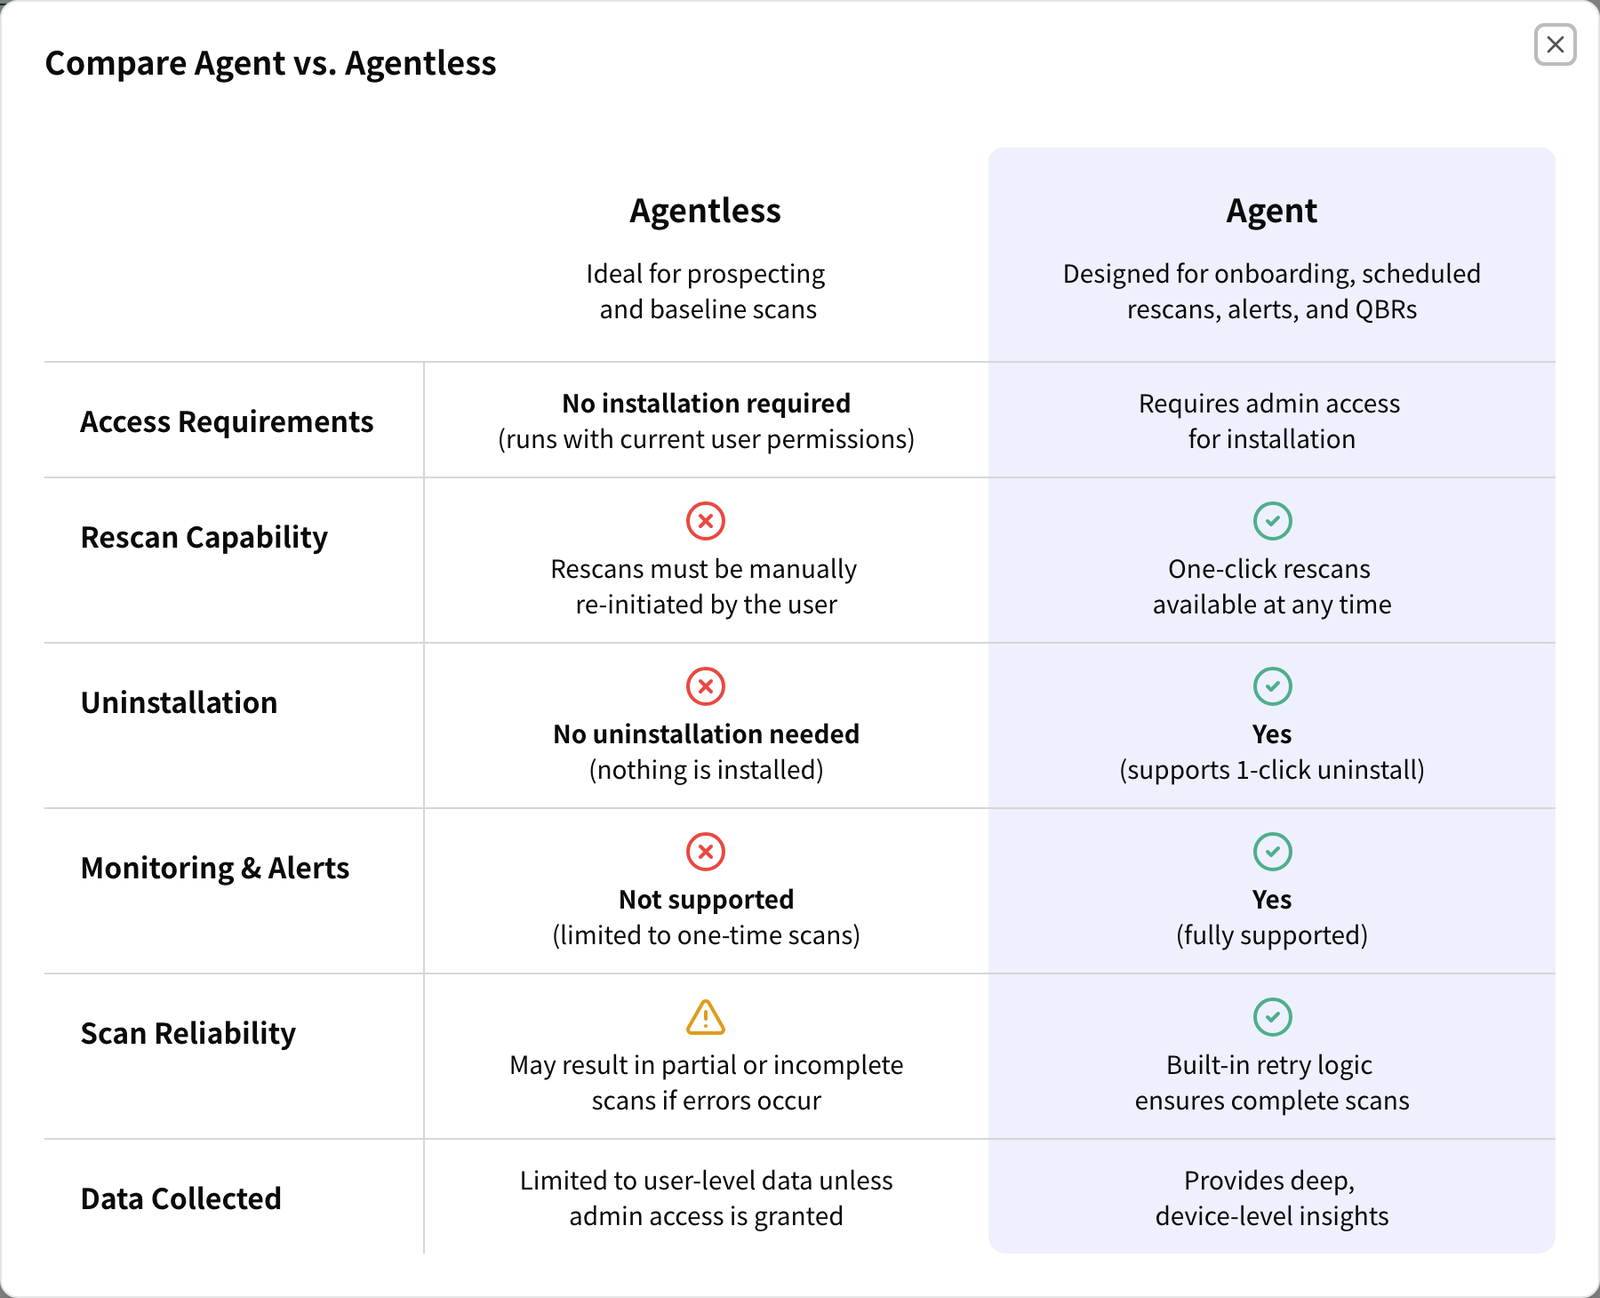 Compare Agent vs. Agentless
Agentless
Ideal for prospecting
and baseline scans
Agent
Designed for onboarding, scheduled
rescans, alerts, and QBRs
Access Requirements
No installation required
(runs with current user permissions)
Requires admin access
for installation
Rescan Capability
Rescans must be manually
re-initiated by the user
One-click rescans
available at any time
Uninstallation
No uninstallation needed
(nothing is installed)
Yes
(supports 1-click uninstall)
Monitoring & Alerts
Not supported
(limited to one-time scans)
Yes
(fully supported)
Scan Reliability
May result in partial or incomplete
scans if errors occur
Built-in retry logic
ensures complete scans
Data Collected
Limited to user-level data unless
admin access is granted
Provides deep,
device-level insights